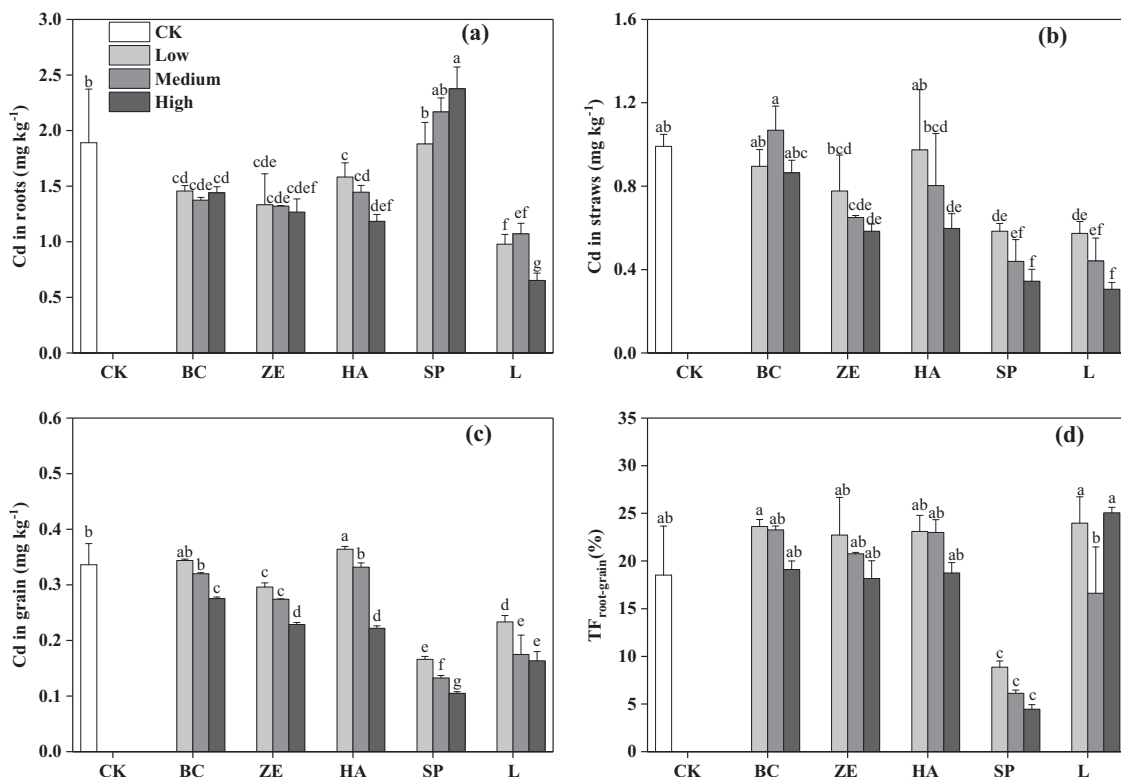 (a)
CK
Low
Medium
High
Cd in roots (mg kg⁻¹)
3.0
2.5
2.0
1.5
1.0
0.5
0.0
b
cd cde cd
cde cde cdef
c cd def
b ab a
f ef g
CK BC ZE HA SP L
(b)
Cd in straws (mg kg⁻¹)
1.6
1.2
0.8
0.4
0.0
ab
ab a abc
bcd cde de
ab bcd de
de ef f
de ef f
CK BC ZE HA SP L
(c)
Cd in grain (mg kg⁻¹)
0.6
0.5
0.4
0.3
0.2
0.1
0.0
b
ab b c
c c d
a b d
e f g
d e e
CK BC ZE HA SP L
(d)
TFroot-grain(%)
35
30
25
20
15
10
5
0
ab
a ab ab
ab ab ab
ab ab ab
c c c
a b a
CK BC ZE HA SP L